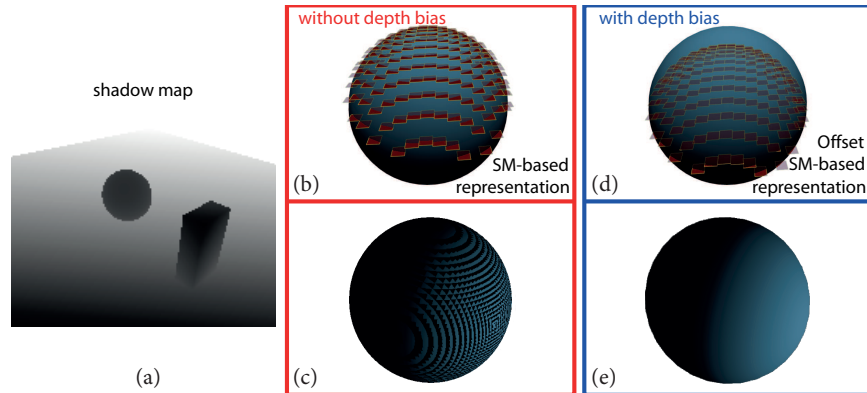 shadow map
(a)
without depth bias
(b)
SM-based
representation
(c)
with depth bias
(d)
Offset
SM-based
representation
(e)